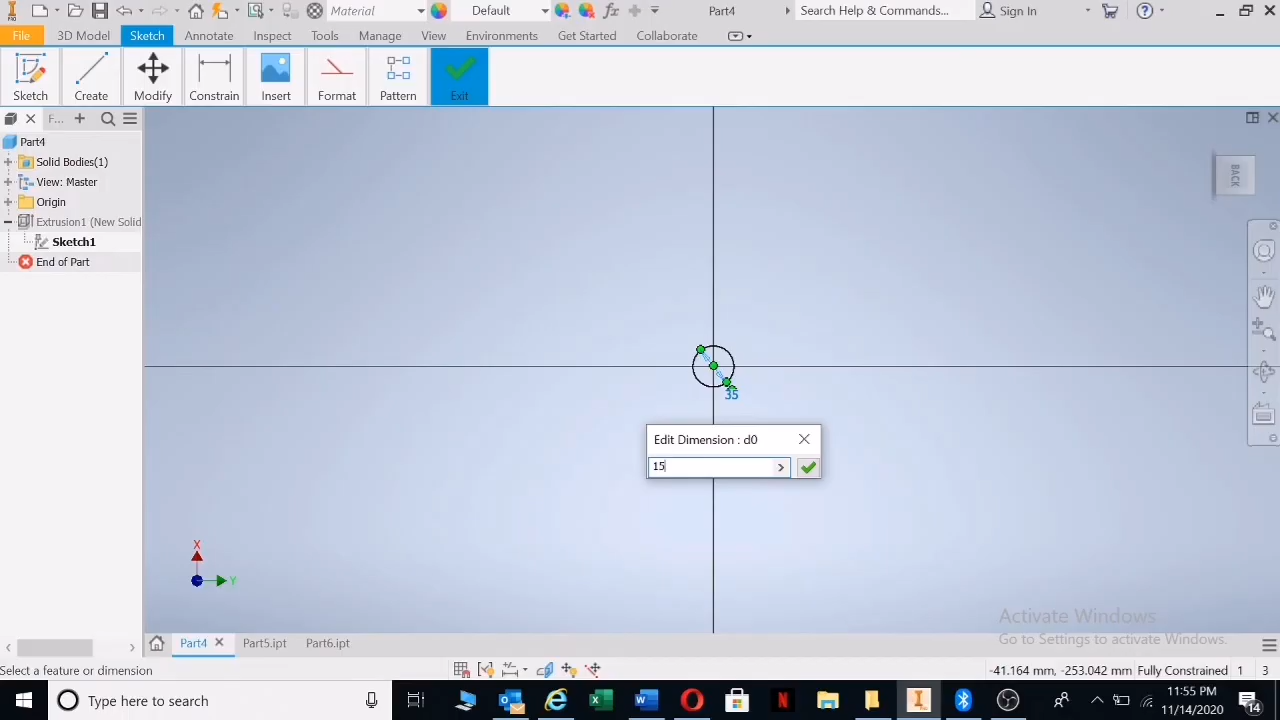 Material
Default
Part4
Search Help & Commands...
Sign In
File
3D Model
Sketch
Annotate
Inspect
Tools
Manage
View
Environments
Get Started
Collaborate
Sketch
Create
Modify
Constrain
Insert
Format
Pattern
Exit
F...
Part4
Solid Bodies(1)
View: Master
Origin
Extrusion1 (New Solid
Sketch1
End of Part
BACK
35
Edit Dimension : d0
15
X
Y
Activate Windows
Go to Settings to activate Windows.
Part4
Part5.ipt
Part6.ipt
Select a feature or dimension
-41.164 mm, -253.042 mm
Fully Constrained
1
3
Type here to search
11:55 PM
11/14/2020
14